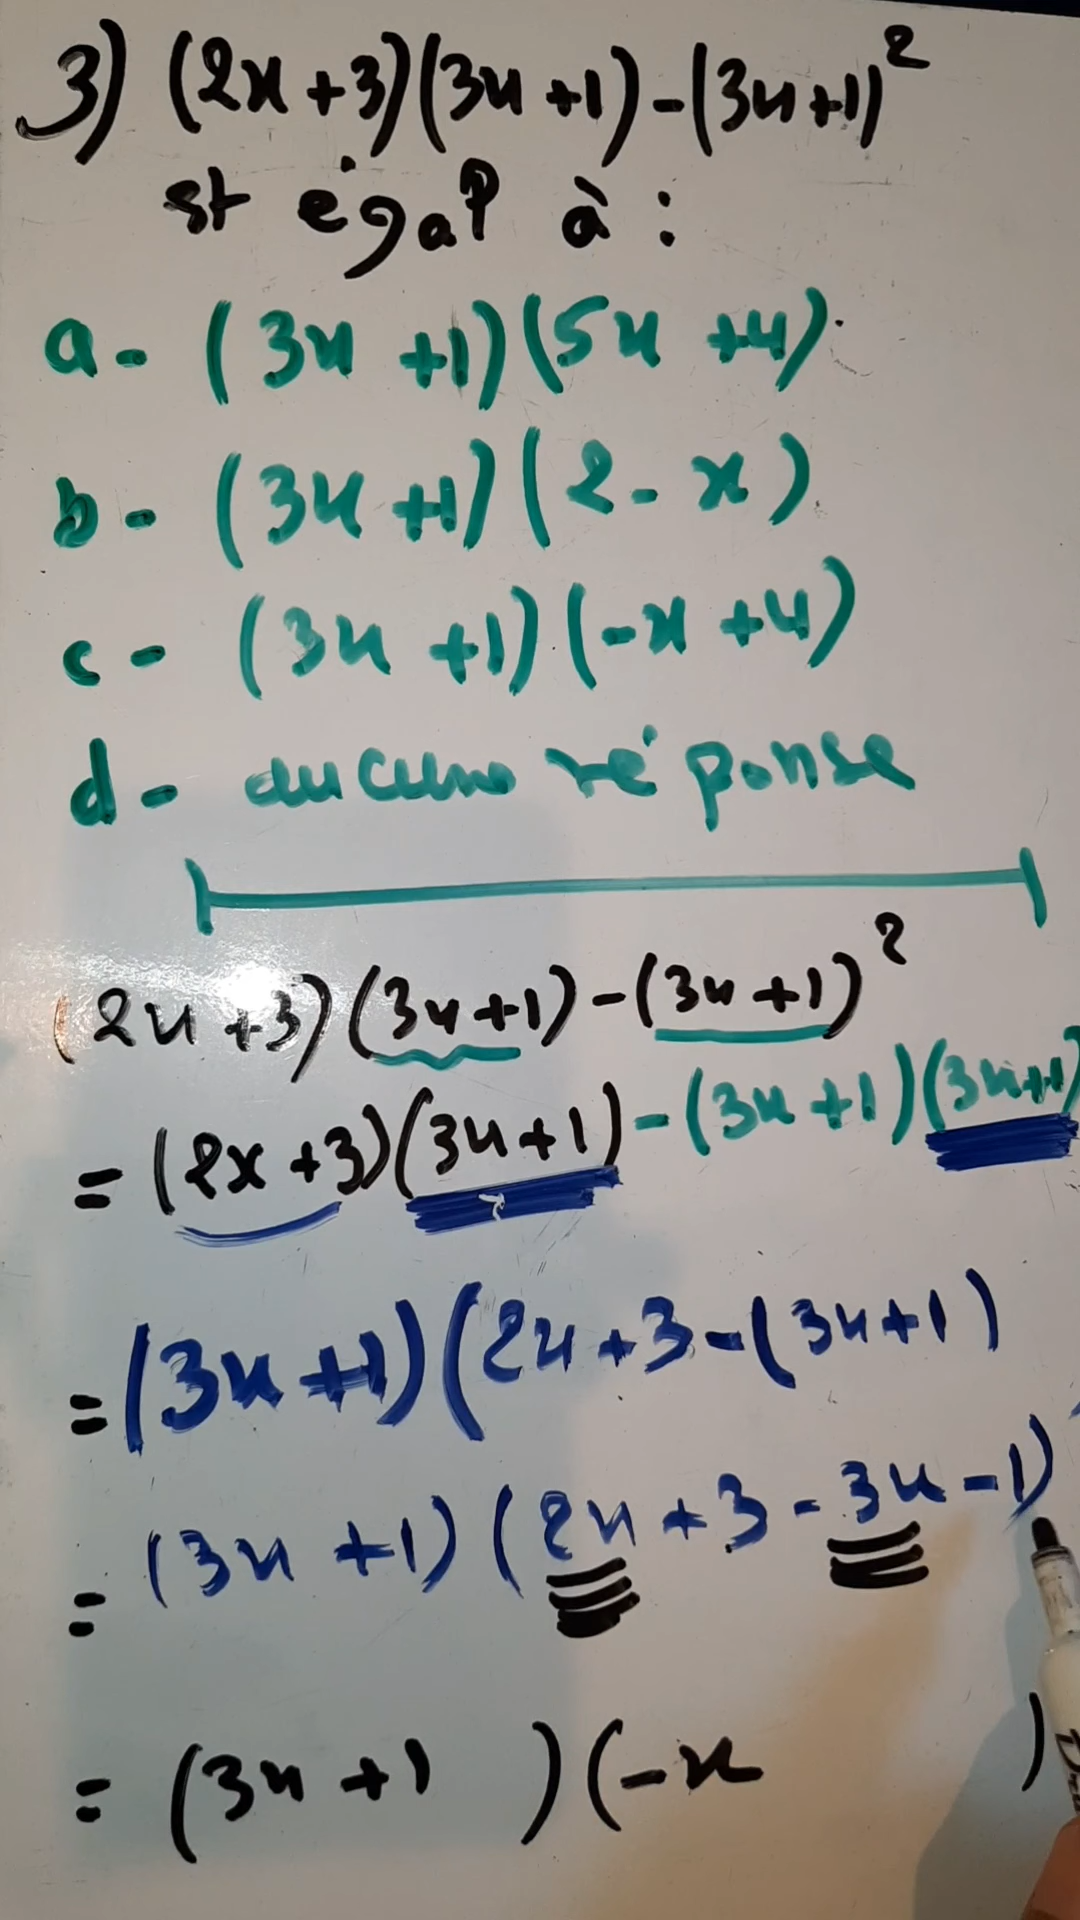 3) (2x+3)(3x+1)-(3x+1)²
st égal à :
a- (3x+1)(5x+4)
b- (3x+1)(2-x)
c- (3x+1)(-x+4)
d- aucune réponse
(2x+3)(3x+1)-(3x+1)²
=(2x+3)(3x+1)-(3x+1)(3x+1)
=(3x+1)(2x+3-(3x+1)
=(3x+1)(2x+3-3x-1)
=(3x+1)(-x )